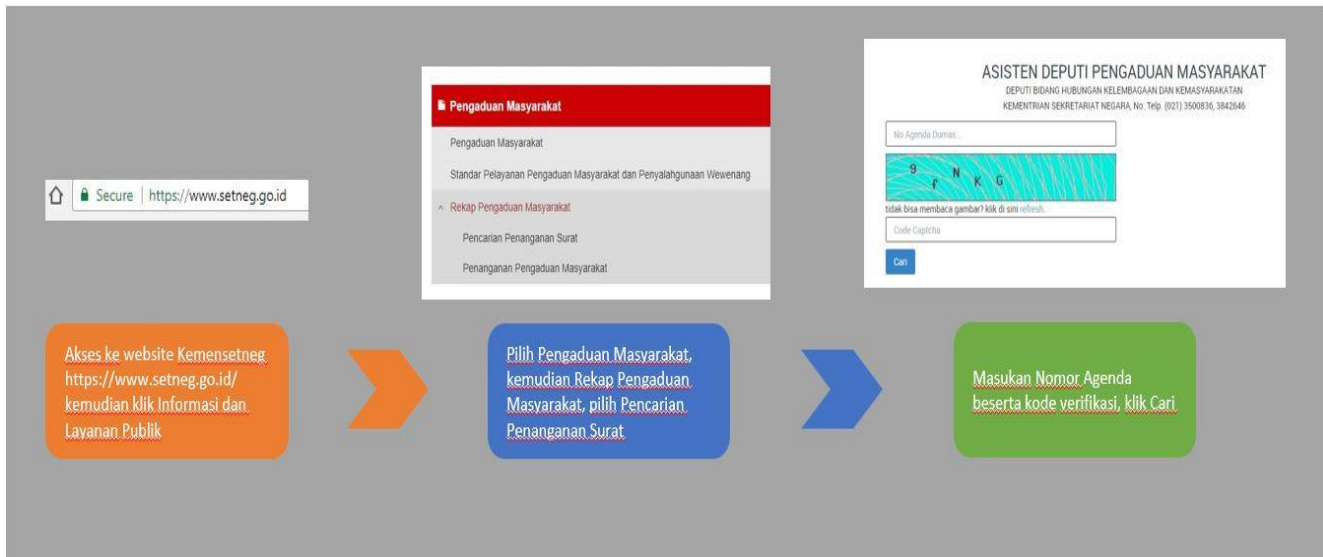 Secure | https://www.setneg.go.id
Pengaduan Masyarakat
Pengaduan Masyarakat
Standar Pelayanan Pengaduan Masyarakat dan Penyalahgunaan Wewenang
Rekap Pengaduan Masyarakat
Pencarian Penanganan Surat
Penanganan Pengaduan Masyarakat
ASISTEN DEPUTI PENGADUAN MASYARAKAT
DEPUTI BIDANG HUBUNGAN KELEMBAGAAN DAN KEMASYARAKATAN
KEMENTRIAN SEKRETARIAT NEGARA, No. Telp. (021) 3500836, 3842646
No Agenda Dumas...
9 f N K G
tidak bisa membaca gambar? klik di sini refresh.
Code Captcha
Cari
Akses ke website Kemensetneg
https://www.setneg.go.id/
kemudian klik Informasi dan
Layanan Publik
Pilih Pengaduan Masyarakat,
kemudian Rekap Pengaduan
Masyarakat, pilih Pencarian
Penanganan Surat
Masukan Nomor Agenda
beserta kode verifikasi, klik Cari